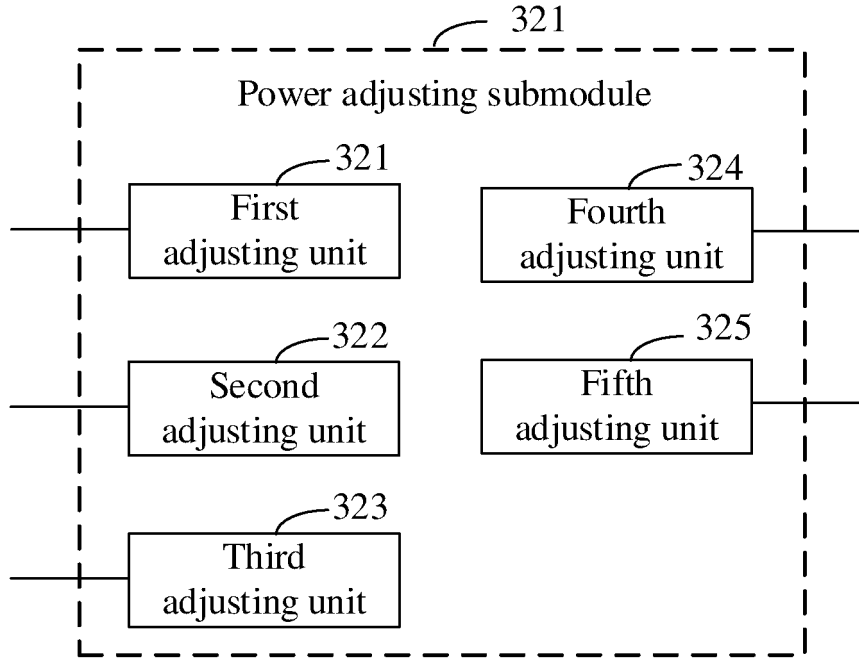 321
Power adjusting submodule
321
First
adjusting unit
324
Fourth
adjusting unit
322
Second
adjusting unit
325
Fifth
adjusting unit
323
Third
adjusting unit